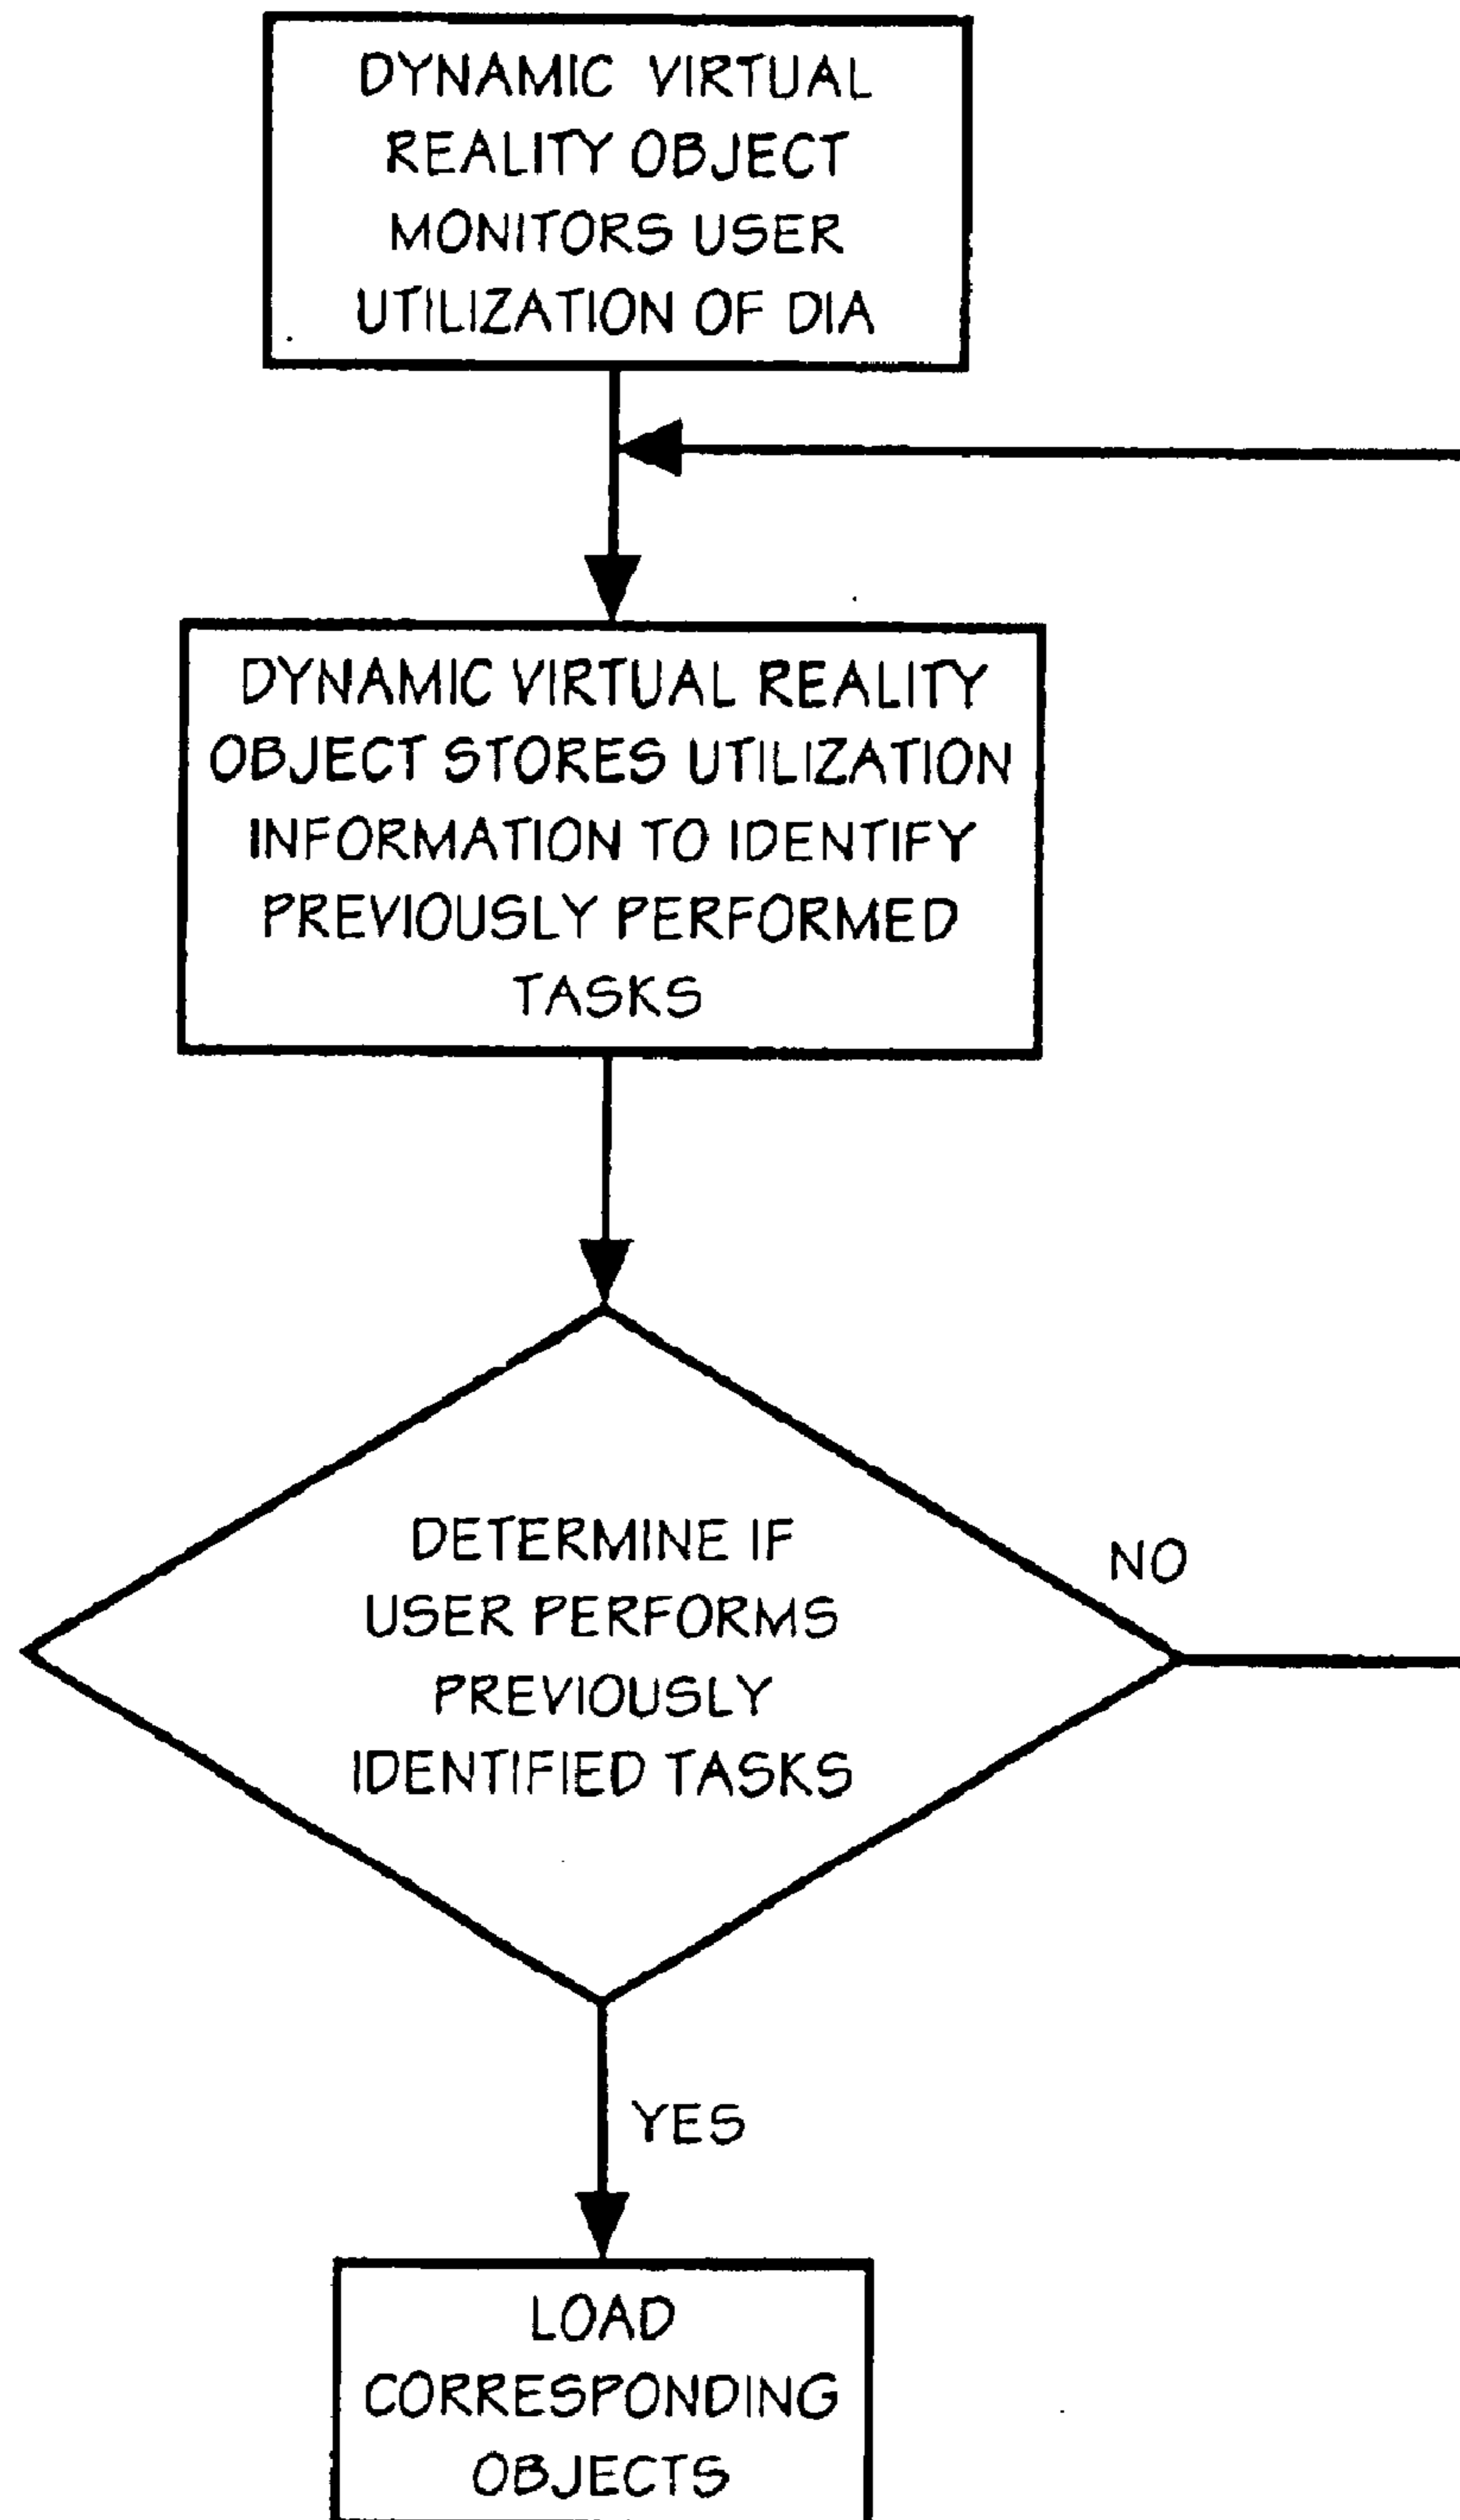 DYNAMIC VIRTUAL
REALITY OBJECT
MONITORS USER
UTILIZATION OF DIA
DYNAMIC VIRTUAL REALITY
OBJECT STORES UTILIZATION
INFORMATION TO IDENTIFY
PREVIOUSLY PERFORMED
TASKS
DETERMINE IF
USER PERFORMS
PREVIOUSLY
IDENTIFIED TASKS
NO
YES
LOAD
CORRESPONDING
OBJECTS